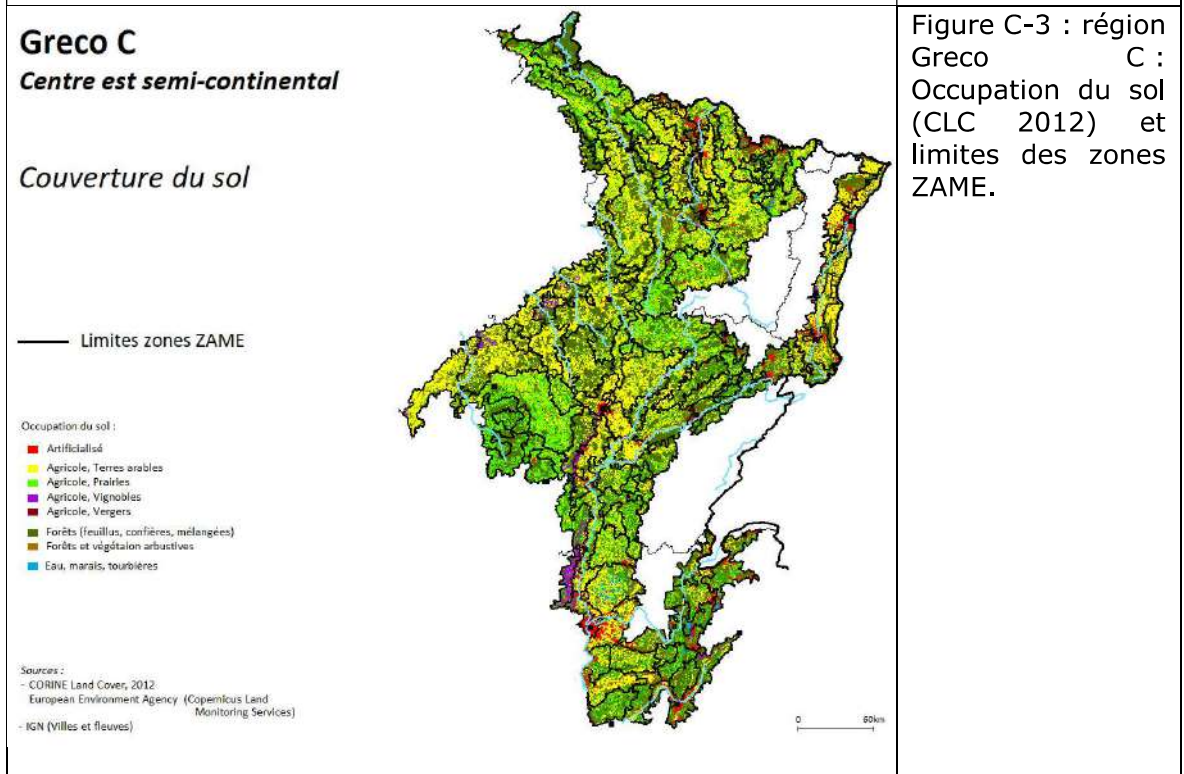 Greco C
Centre est semi-continental
Couverture du sol
Limites zones ZAME
Occupation du sol :
Artificialisé
Agricole, Terres arables
Agricole, Prairies
Agricole, Vignobles
Agricole, Vergers
Forêts (feuillus, confières, mélangées)
Forêts et végétaion arbustives
Eau, marais, tourbières
Sources :
- CORINE Land Cover, 2012
European Environment Agency (Copernicus Land
Monitoring Services)
- IGN (Villes et fleuves)
0 60km
Figure C-3 : région
Greco C :
Occupation du sol
(CLC 2012) et
limites des zones
ZAME.